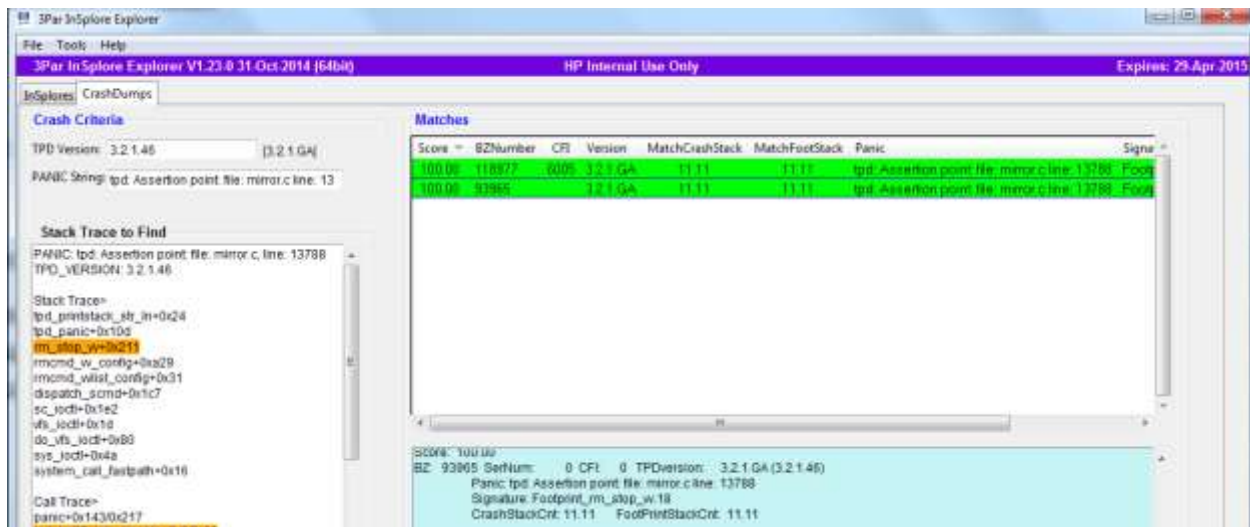 3Par InSplore Explorer
File Tools Help
3Par InSplore Explorer V1.23-0 31-Oct-2014 (64bit) HP Internal Use Only Expires: 29-Apr-2015
InSplores CrashDumps
Crash Criteria
TPD Version: 3.2.1.46 [3.2.1.GA]
PANIC String: tpd: Assertion point: file: mirror.c line: 13
Stack Trace to Find
PANIC: tpd: Assertion point: file: mirror.c, line: 13788
TPD_VERSION: 3.2.1.46
Stack Trace>
tpd_printstack_str_ln+0x24
tpd_panic+0x10d
rm_stop_w+0x211
rmcmd_w_config+0xa29
rmcmd_wlist_config+0x31
dispatch_scmd+0x1c7
sc_ioctl+0x1e2
vfs_ioctl+0x1d
do_vfs_ioctl+0x80
sys_ioctl+0x4a
system_call_fastpath+0x16
Call Trace>
panic+0x143/0x217
Matches
Score BZNumber CFI Version MatchCrashStack MatchFootStack Panic Signa
100.00 118977 6005 3.2.1.GA 11.11 11.11 tpd: Assertion point: file: mirror.c line: 13788 Footp
100.00 93965 3.2.1.GA 11.11 11.11 tpd: Assertion point: file: mirror.c line: 13788 Footp
Score: 100.00
BZ: 93965 SerNum: 0 CFI: 0 TPDversion: 3.2.1.GA (3.2.1.46)
Panic: tpd: Assertion point: file: mirror.c line: 13788
Signature: Footprint_rm_stop_w.18
CrashStackCnt: 11.11 FootPrintStackCnt: 11.11